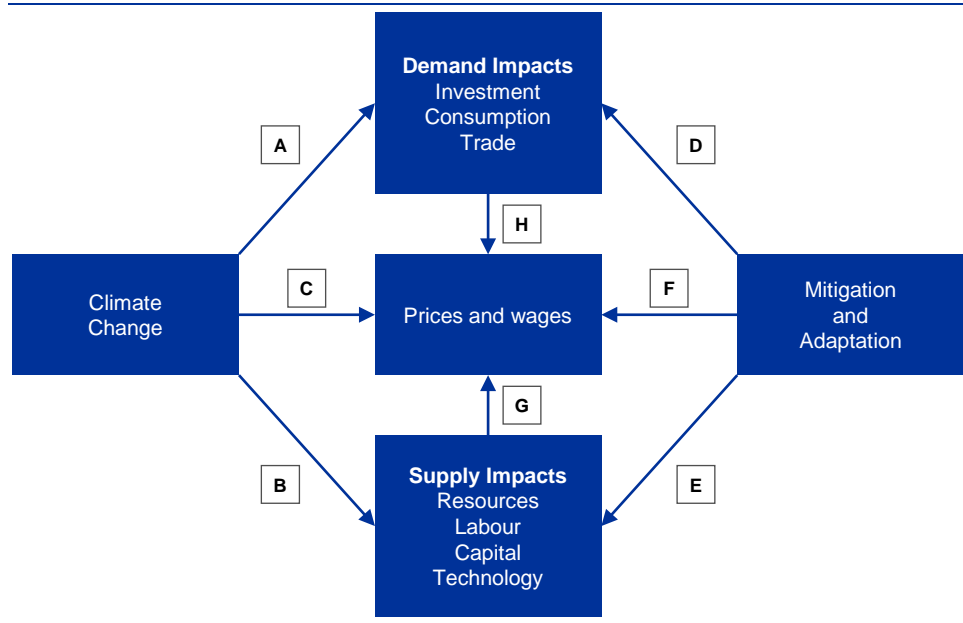 Demand Impacts
Investment
Consumption
Trade
A
D
H
Climate
Change
C
Prices and wages
F
Mitigation
and
Adaptation
G
B
Supply Impacts
Resources
Labour
Capital
Technology
E